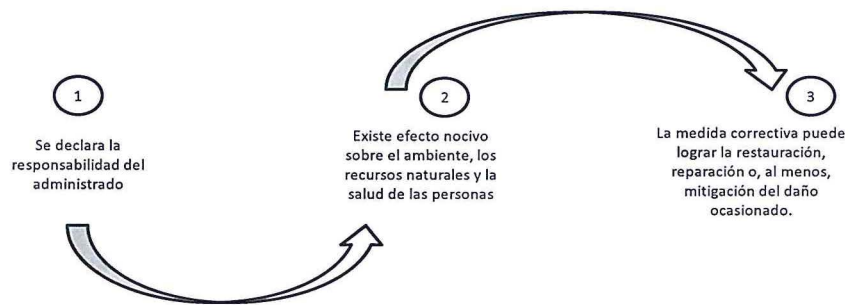 1
Se declara la
responsabilidad del
administrado
2
Existe efecto nocivo
sobre el ambiente, los
recursos naturales y la
salud de las personas
3
La medida correctiva puede
lograr la restauración,
reparación o, al menos,
mitigación del daño
ocasionado.